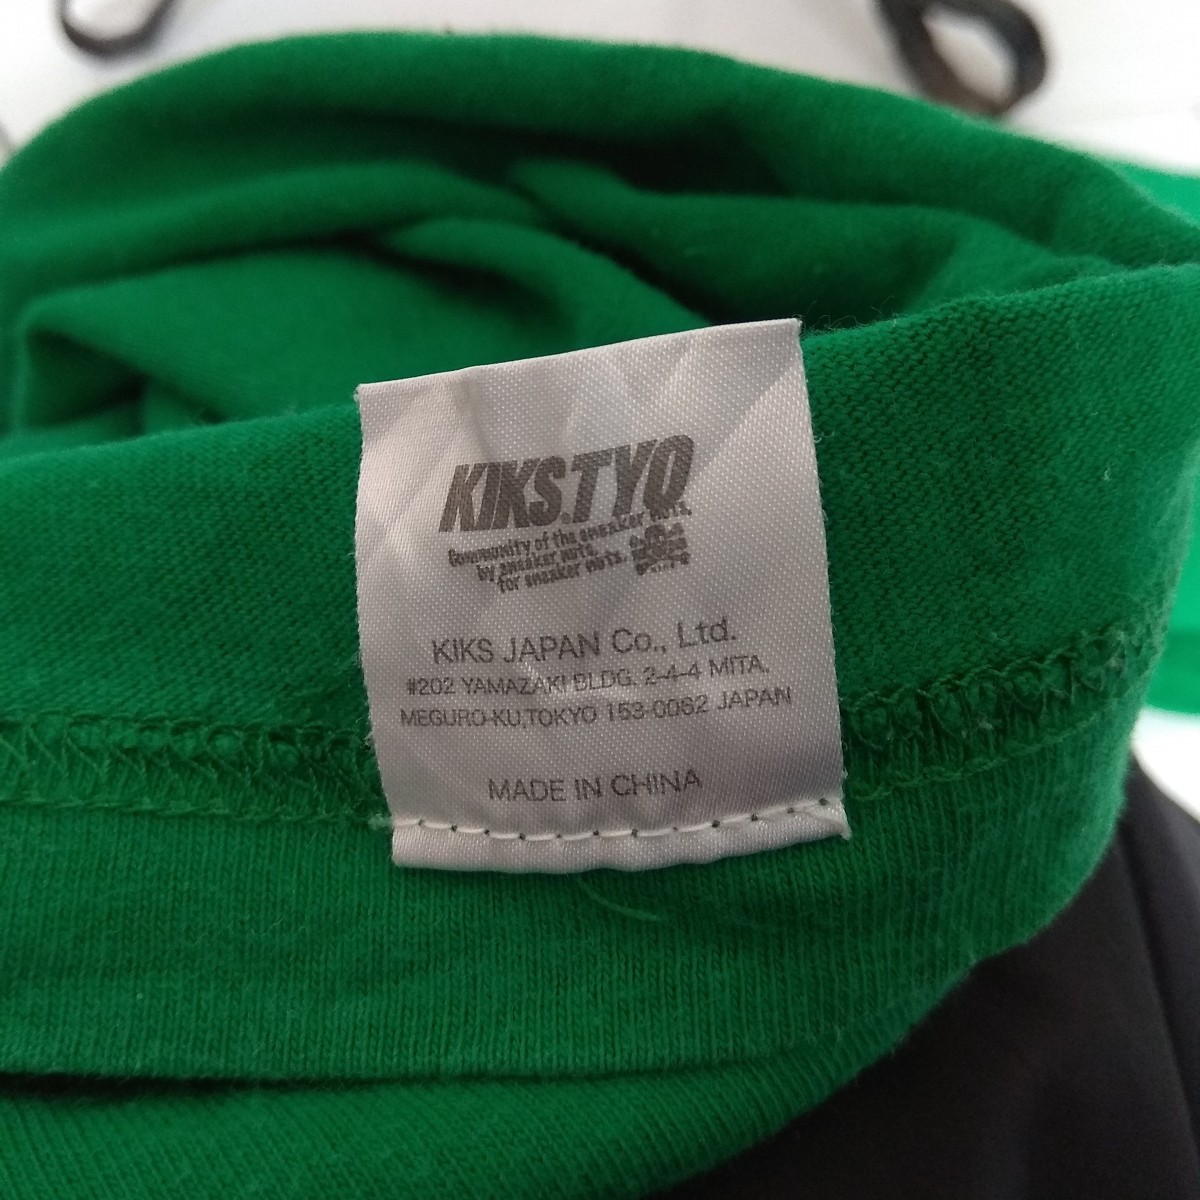 KIKS.TYO
Community of the sneaker nuts.
by sneaker nuts.
for sneaker nuts.
KIKS JAPAN Co., Ltd.
#202 YAMAZAKI BLDG. 2-4-4 MITA,
MEGURO-KU,TOKYO 153-0062 JAPAN
MADE IN CHINA